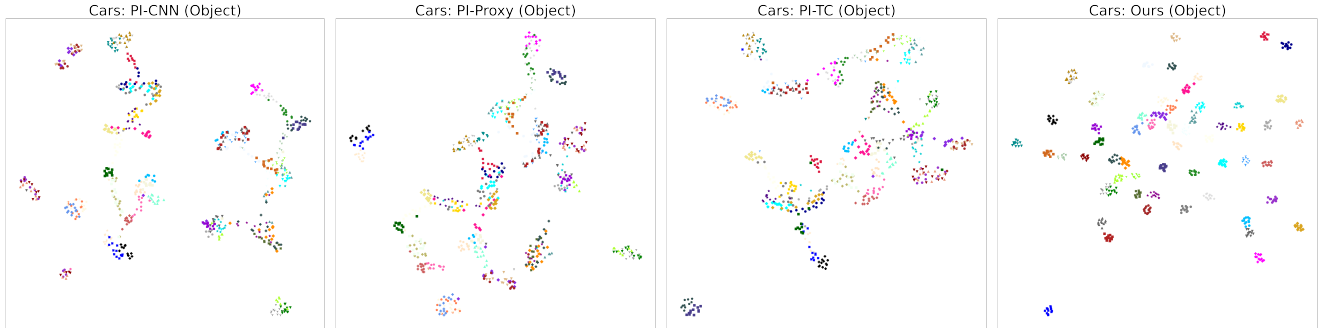 Cars: PI-CNN (Object)
Cars: PI-Proxy (Object)
Cars: PI-TC (Object)
Cars: Ours (Object)